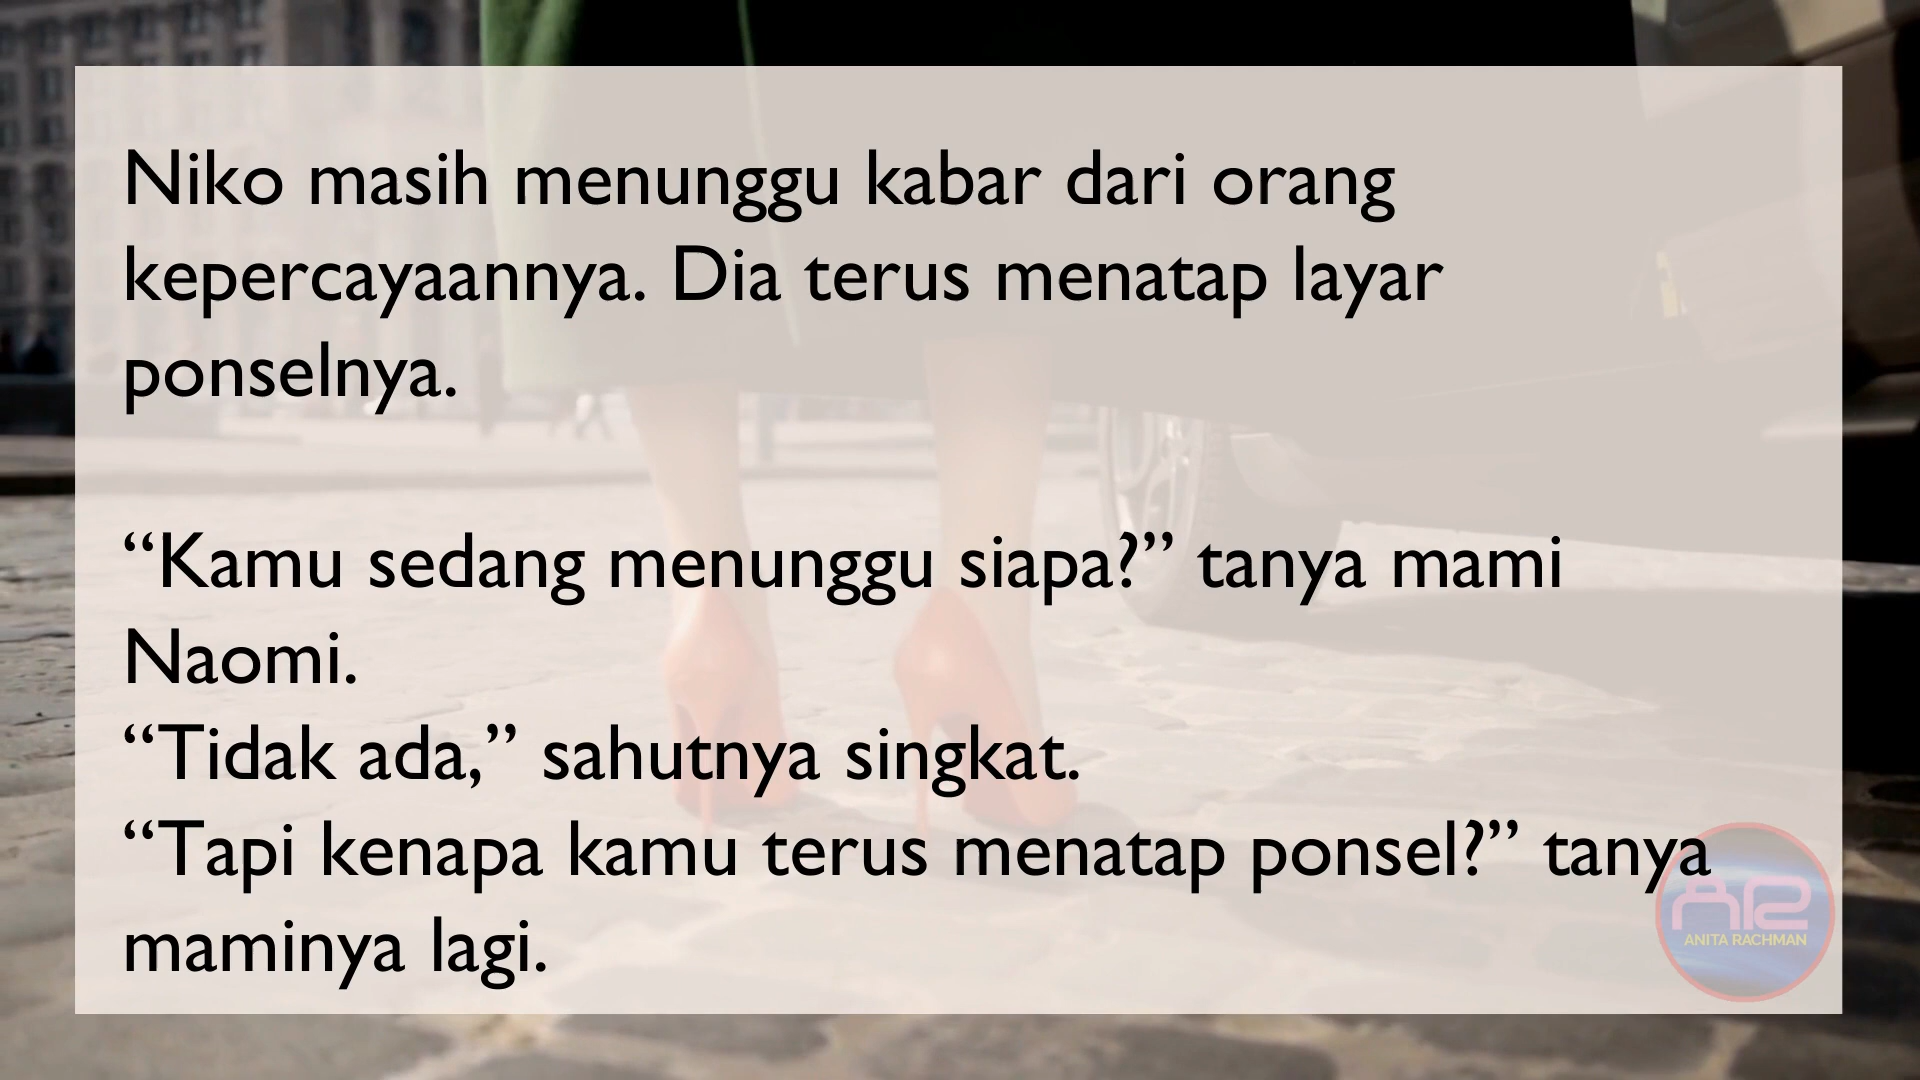 Niko masih menunggu kabar dari orang
kepercayaannya. Dia terus menatap layar
ponselnya.
“Kamu sedang menunggu siapa?” tanya mami
Naomi.
“Tidak ada,” sahutnya singkat.
“Tapi kenapa kamu terus menatap ponsel?” tanya
maminya lagi.
AR
ANITA RACHMAN